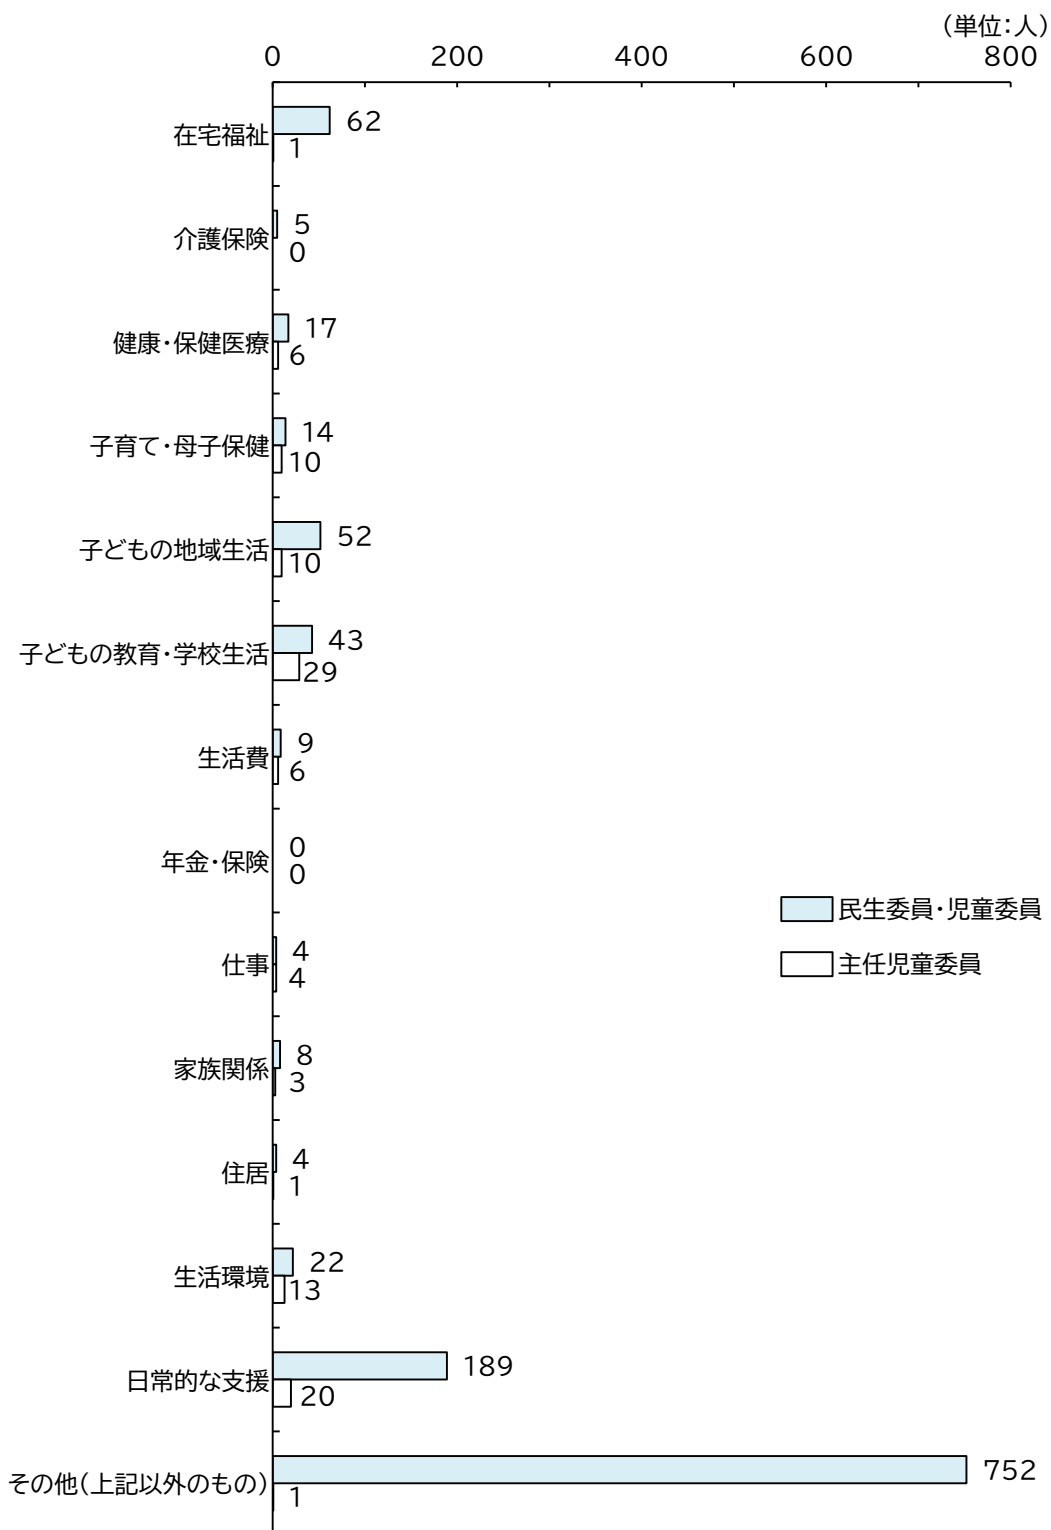 （単位：人）
0 200 400 600 800
在宅福祉 62
1
介護保険 5
0
健康・保健医療 17
6
子育て・母子保健 14
10
子どもの地域生活 52
10
子どもの教育・学校生活 43
29
生活費 9
6
年金・保険 0
0
民生委員・児童委員
仕事 4
4
主任児童委員
家族関係 8
3
住居 4
1
生活環境 22
13
日常的な支援 189
20
その他（上記以外のもの） 752
1